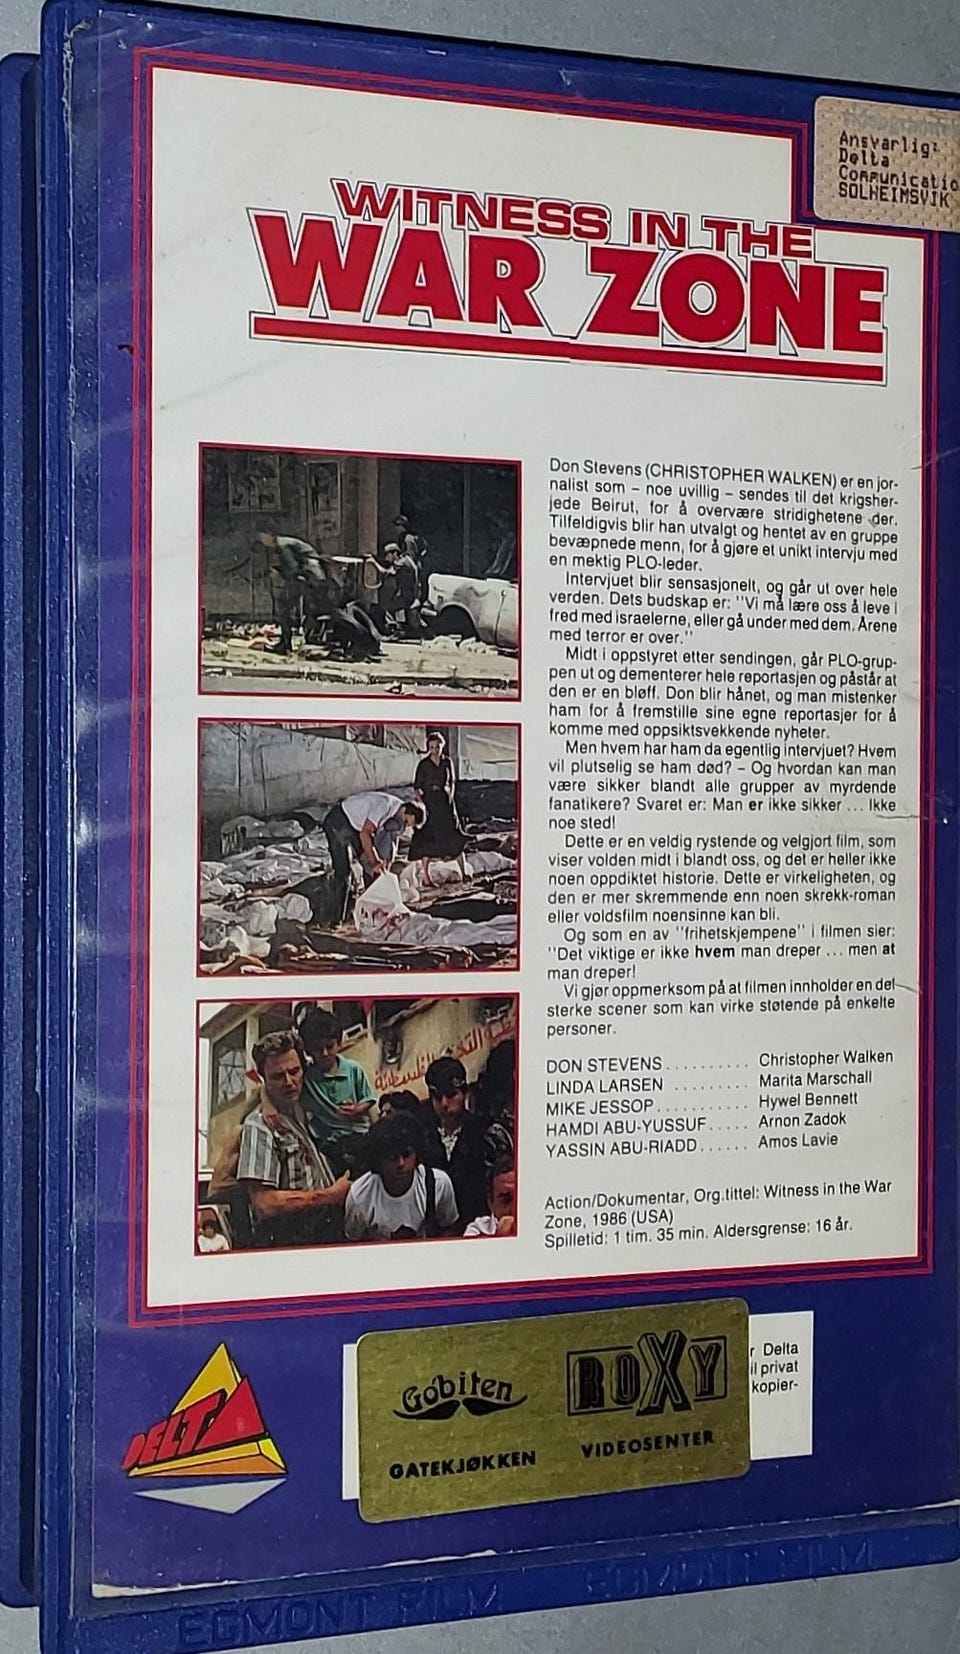 Ansvarlig:
Delta
Communicatio
SOLHEIMSVIK
WITNESS IN THE
WAR ZONE
Don Stevens (CHRISTOPHER WALKEN) er en jor-
nalist som – noe uvillig – sendes til det krigsher-
jede Beirut, for å overvære stridighetene der.
Tilfeldigvis blir han utvalgt og hentet av en gruppe
bevæpnede menn, for å gjøre et unikt intervju med
en mektig PLO-leder.
Intervjuet blir sensasjonelt, og går ut over hele
verden. Dets budskap er: "Vi må lære oss å leve i
fred med israelerne, eller gå under med dem. Årene
med terror er over."
Midt i oppstyret etter sendingen, går PLO-grup-
pen ut og dementerer hele reportasjen og påstår at
den er en bløff. Don blir hånet, og man mistenker
ham for å fremstille sine egne reportasjer for å
komme med oppsiktsvekkende nyheter.
Men hvem har ham da egentlig intervjuet? Hvem
vil plutselig se ham død? – Og hvordan kan man
være sikker blandt alle grupper av myrdende
fanatikere? Svaret er: Man er ikke sikker ... Ikke
noe sted!
Dette er en veldig rystende og velgjort film, som
viser volden midt i blandt oss, og det er heller ikke
noen oppdiktet historie. Dette er virkeligheten, og
den er mer skremmende enn noen skrekk-roman
eller voldsfilm noensinne kan bli.
Og som en av "frihetskjempene" i filmen sier:
"Det viktige er ikke hvem man dreper ... men at
man dreper!
Vi gjør oppmerksom på at filmen innholder en del
sterke scener som kan virke støtende på enkelte
personer.
DON STEVENS .......... Christopher Walken
LINDA LARSEN ......... Marita Marschall
MIKE JESSOP ........... Hywel Bennett
HAMDI ABU-YUSSUF ..... Arnon Zadok
YASSIN ABU-RIADD ...... Amos Lavie
Action/Dokumentar, Org.tittel: Witness in the War
Zone, 1986 (USA)
Spilletid: 1 tim. 35 min. Aldersgrense: 16 år.
DELTA
Gobiten
GATEKJØKKEN
ROXY
VIDEOSENTER
r Delta
il privat
kopier-
EGMONT FILM EGMONT FILM